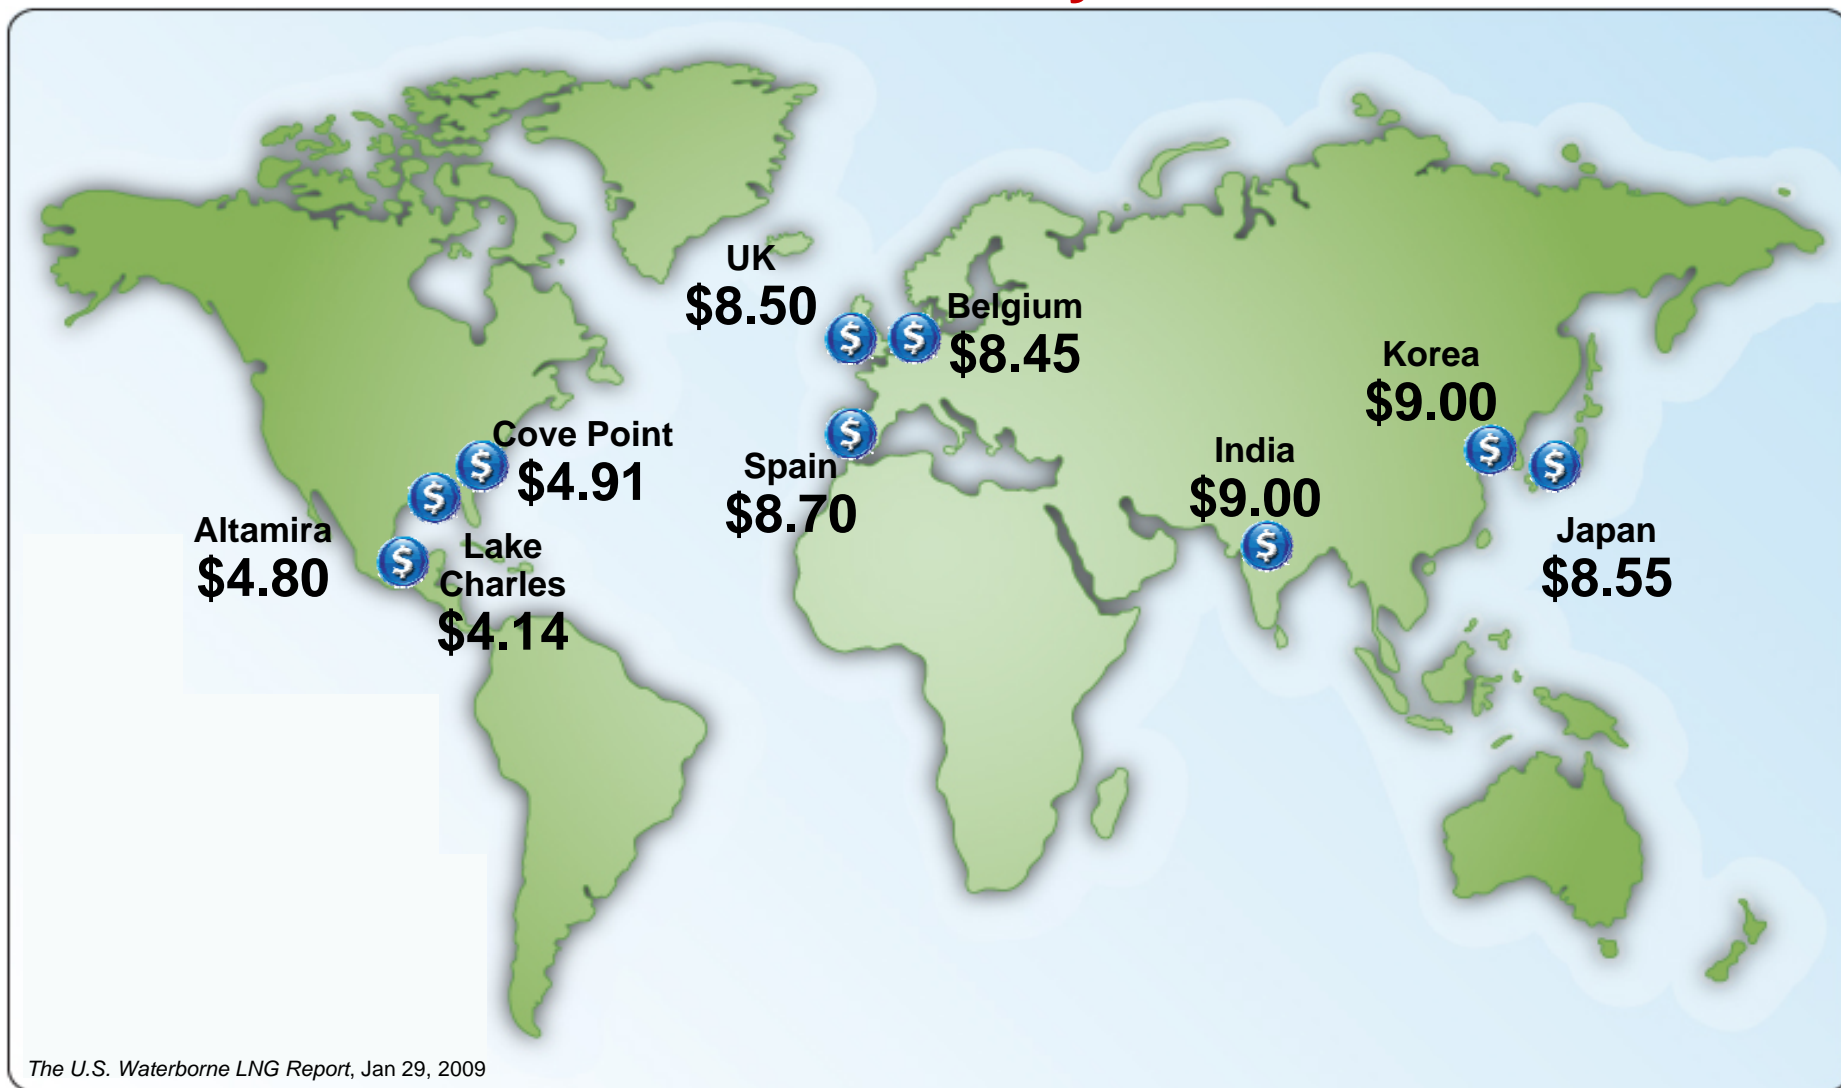 UK
$8.50
Belgium
$8.45
Korea
$9.00
Cove Point
$4.91
Spain
$8.70
India
$9.00
Altamira
$4.80
Lake
Charles
$4.14
Japan
$8.55
The U.S. Waterborne LNG Report, Jan 29, 2009